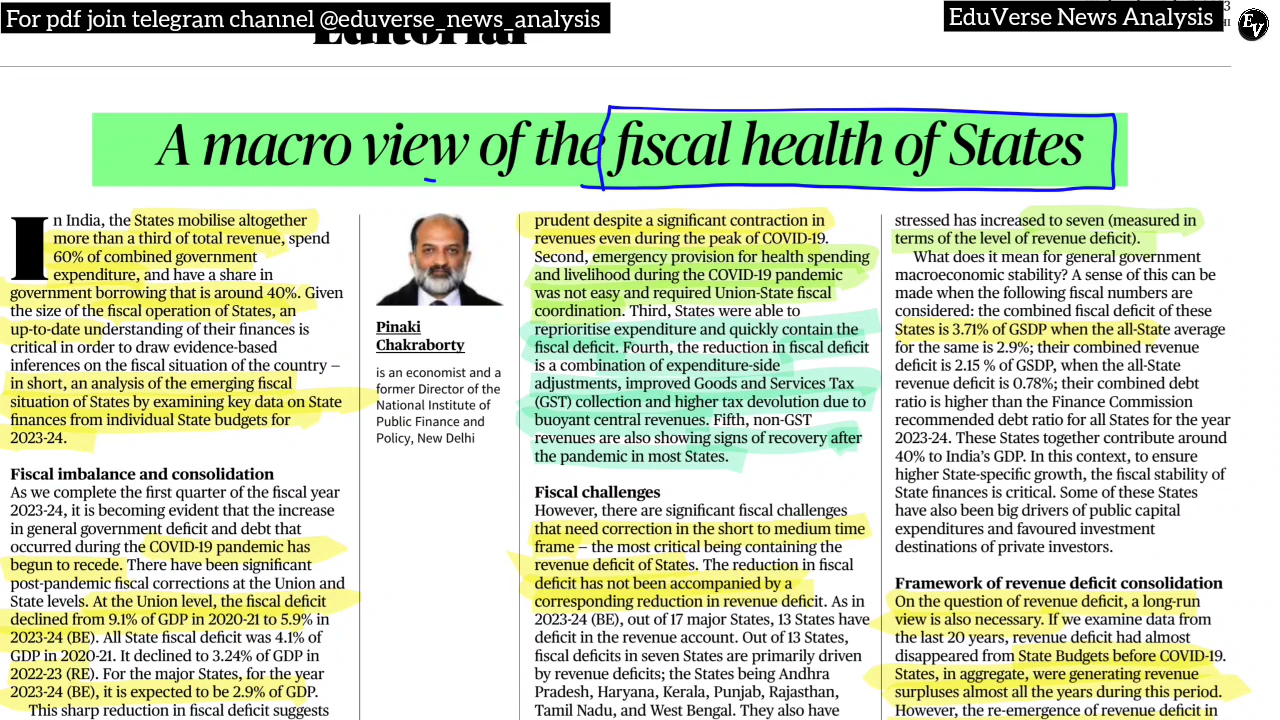 For pdf join telegram channel @eduverse_news_analysis
EduVerse News Analysis
EV
Editorial
A macro view of the fiscal health of States
In India, the States mobilise altogether
more than a third of total revenue, spend
60% of combined government
expenditure, and have a share in
government borrowing that is around 40%. Given
the size of the fiscal operation of States, an
up-to-date understanding of their finances is
critical in order to draw evidence-based
inferences on the fiscal situation of the country —
in short, an analysis of the emerging fiscal
situation of States by examining key data on State
finances from individual State budgets for
2023-24.
Fiscal imbalance and consolidation
As we complete the first quarter of the fiscal year
2023-24, it is becoming evident that the increase
in general government deficit and debt that
occurred during the COVID-19 pandemic has
begun to recede. There have been significant
post-pandemic fiscal corrections at the Union and
State levels. At the Union level, the fiscal deficit
declined from 9.1% of GDP in 2020-21 to 5.9% in
2023-24 (BE). All State fiscal deficit was 4.1% of
GDP in 2020-21. It declined to 3.24% of GDP in
2022-23 (RE). For the major States, for the year
2023-24 (BE), it is expected to be 2.9% of GDP.
This sharp reduction in fiscal deficit suggests
Pinaki
Chakraborty
is an economist and a
former Director of the
National Institute of
Public Finance and
Policy, New Delhi
prudent despite a significant contraction in
revenues even during the peak of COVID-19.
Second, emergency provision for health spending
and livelihood during the COVID-19 pandemic
was not easy and required Union-State fiscal
coordination. Third, States were able to
reprioritise expenditure and quickly contain the
fiscal deficit. Fourth, the reduction in fiscal deficit
is a combination of expenditure-side
adjustments, improved Goods and Services Tax
(GST) collection and higher tax devolution due to
buoyant central revenues. Fifth, non-GST
revenues are also showing signs of recovery after
the pandemic in most States.
Fiscal challenges
However, there are significant fiscal challenges
that need correction in the short to medium time
frame — the most critical being containing the
revenue deficit of States. The reduction in fiscal
deficit has not been accompanied by a
corresponding reduction in revenue deficit. As in
2023-24 (BE), out of 17 major States, 13 States have
deficit in the revenue account. Out of 13 States,
fiscal deficits in seven States are primarily driven
by revenue deficits; the States being Andhra
Pradesh, Haryana, Kerala, Punjab, Rajasthan,
Tamil Nadu, and West Bengal. They also have
stressed has increased to seven (measured in
terms of the level of revenue deficit).
What does it mean for general government
macroeconomic stability? A sense of this can be
made when the following fiscal numbers are
considered: the combined fiscal deficit of these
States is 3.71% of GSDP when the all-State average
for the same is 2.9%; their combined revenue
deficit is 2.15 % of GSDP, when the all-State
revenue deficit is 0.78%; their combined debt
ratio is higher than the Finance Commission
recommended debt ratio for all States for the year
2023-24. These States together contribute around
40% to India’s GDP. In this context, to ensure
higher State-specific growth, the fiscal stability of
State finances is critical. Some of these States
have also been big drivers of public capital
expenditures and favoured investment
destinations of private investors.
Framework of revenue deficit consolidation
On the question of revenue deficit, a long-run
view is also necessary. If we examine data from
the last 20 years, revenue deficit had almost
disappeared from State Budgets before COVID-19.
States, in aggregate, were generating revenue
surpluses almost all the years during this period.
However, the re-emergence of revenue deficit in